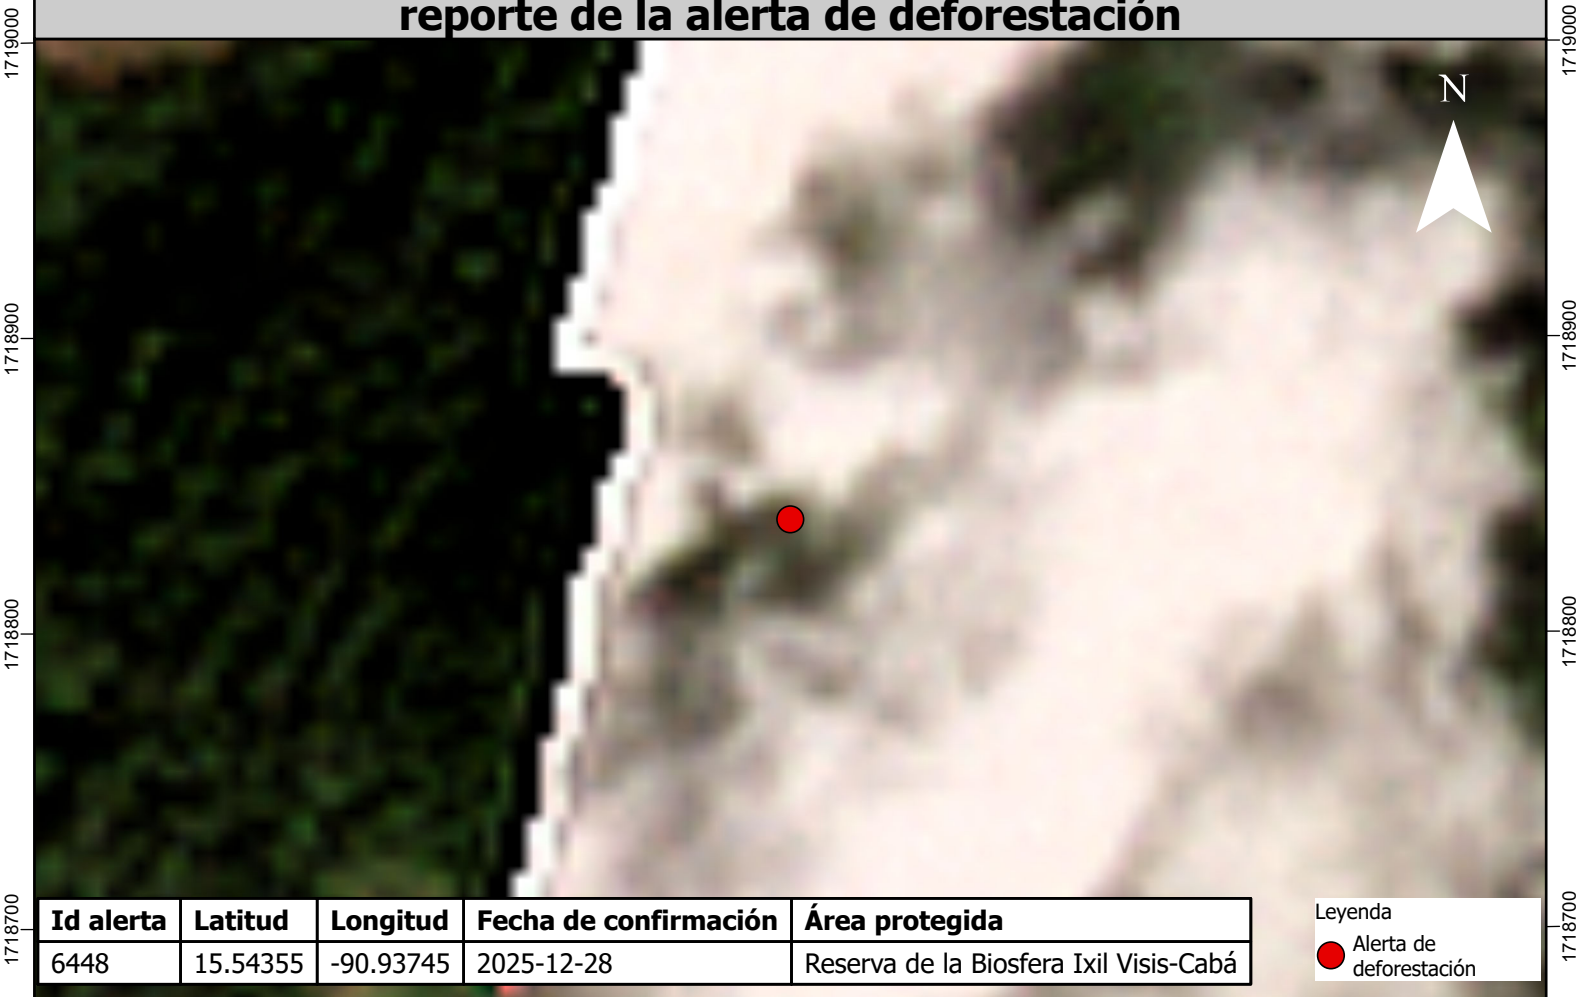 reporte de la alerta de deforestación
1719000
1719000
N
1718900
1718900
1718800
1718800
1718700
1718700
Id alerta Latitud Longitud Fecha de confirmación Área protegida
6448 15.54355 -90.93745 2025-12-28 Reserva de la Biosfera Ixil Visis-Cabá
Leyenda
Alerta de
deforestación